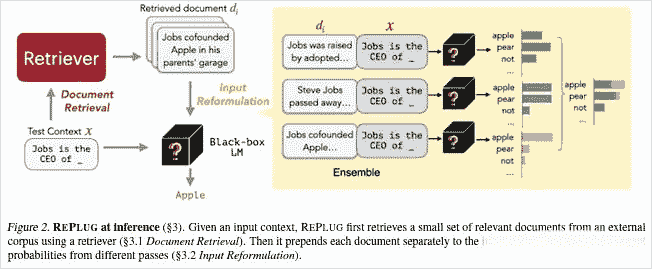 Retrieved document di
Jobs cofounded
Apple in his
parents' garage
Retriever
Document
Retrieval
Input
Reformulation
Test Context X
Jobs is the
CEO of _
?
Black-box
LM
Apple
di
x
Jobs was raised
by adopted...
Jobs is the
CEO of _
?
apple
pear
not
...
Steve Jobs
passed away...
Jobs is the
CEO of _
?
apple
pear
not
...
Jobs cofounded
Apple...
Jobs is the
CEO of _
?
apple
pear
not
...
apple
pear
not
...
Ensemble
Figure 2. REPLUG at inference (§3). Given an input context, REPLUG first retrieves a small set of relevant documents from an external
corpus using a retriever (§3.1 Document Retrieval). Then it prepends each document separately to the
probabilities from different passes (§3.2 Input Reformulation).